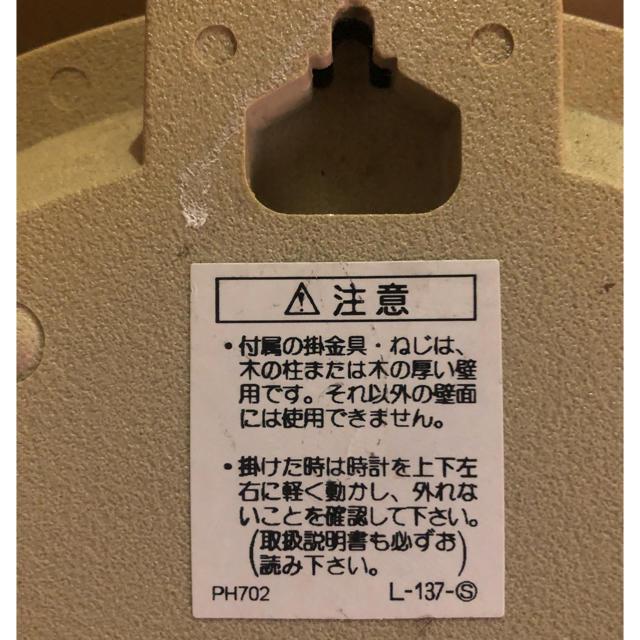 ⚠注意
・付属の掛金具・ねじは、
木の柱または木の厚い壁
用です。それ以外の壁面
には使用できません。
・掛けた時は時計を上下左
右に軽く動かし、外れな
いことを確認して下さい。
(取扱説明書も必ずお)
読み下さい。
PH702 L-137-Ⓢ